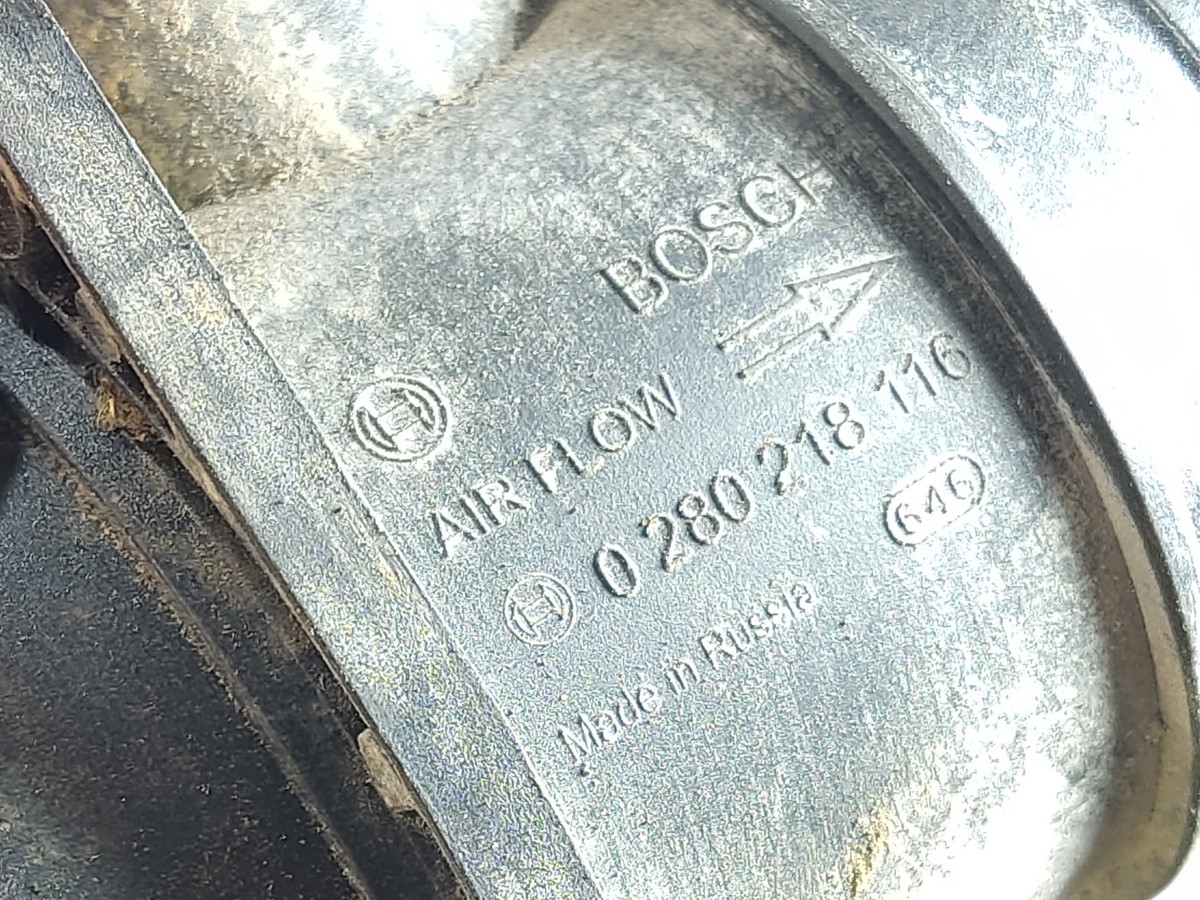 BOSCH
AIR FLOW
0 280 218 116
646
Made in Russia